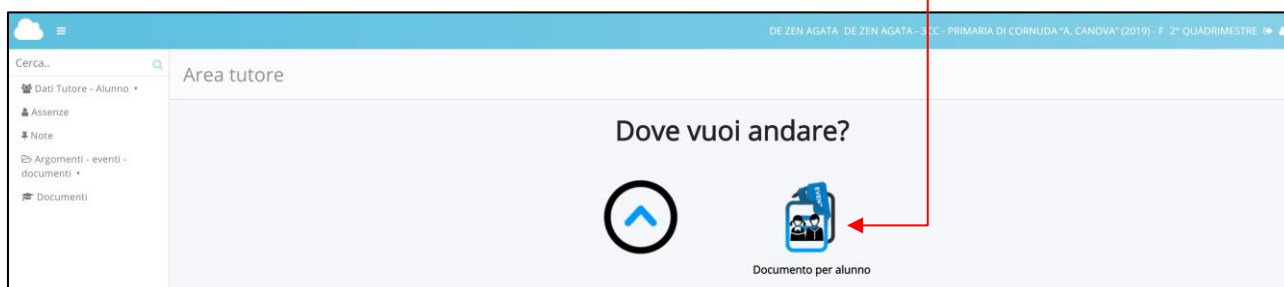 DE ZEN AGATA DE ZEN AGATA - 3CC - PRIMARIA DI CORNUDA "A. CANOVA" (2019) - F 2° QUADRIMESTRE
Cerca..
Area tutore
Dati Tutore - Alunno
Assenze
Note
Argomenti - eventi -
documenti
Documenti
Dove vuoi andare?
EVENT
Documento per alunno